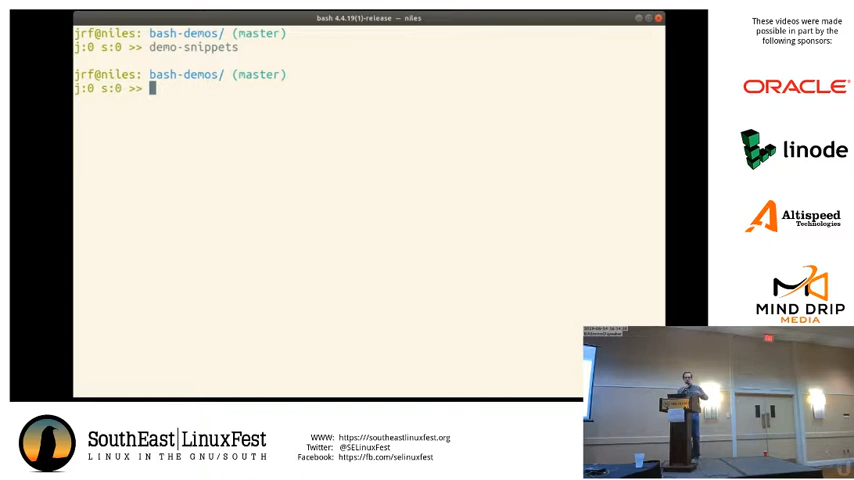 bash 4.4.19(1)-release — niles
jrf@niles: bash-demos/ (master)
j:0 s:0 >> demo-snippets
jrf@niles: bash-demos/ (master)
j:0 s:0 >>
These videos were made
possible in part by the
following sponsors:
ORACLE
linode
Altispeed
Technologies
MIND DRIP
MEDIA
SouthEast|LinuxFest
LINUX IN THE GNU/SOUTH
WWW: https://southeastlinuxfest.org
Twitter: @SELinuxFest
Facebook: https://fb.com/selinuxfest